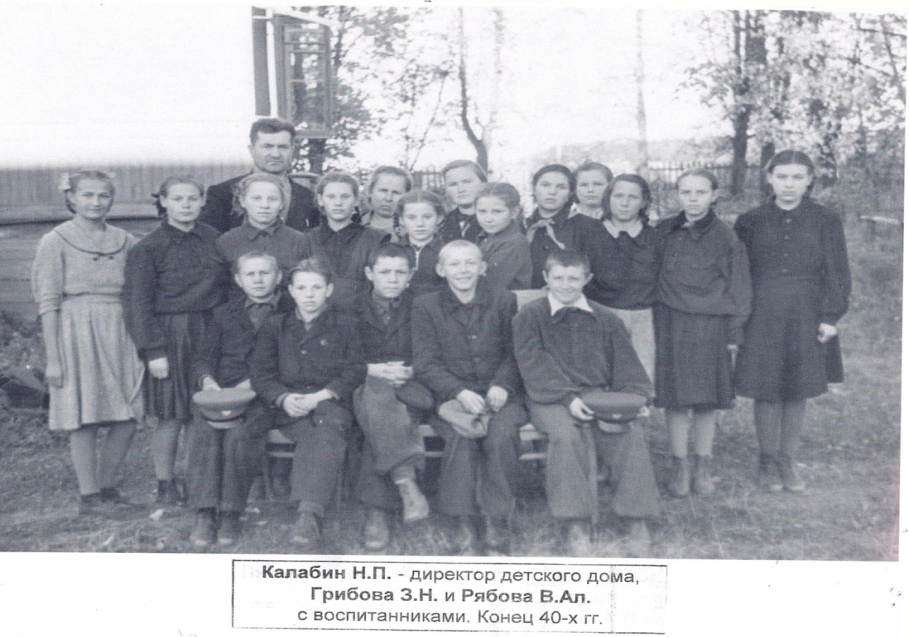 Калабин Н.П. - директор детского дома,
Грибова З.Н. и Рябова В.Ал.
с воспитанниками. Конец 40-х гг.